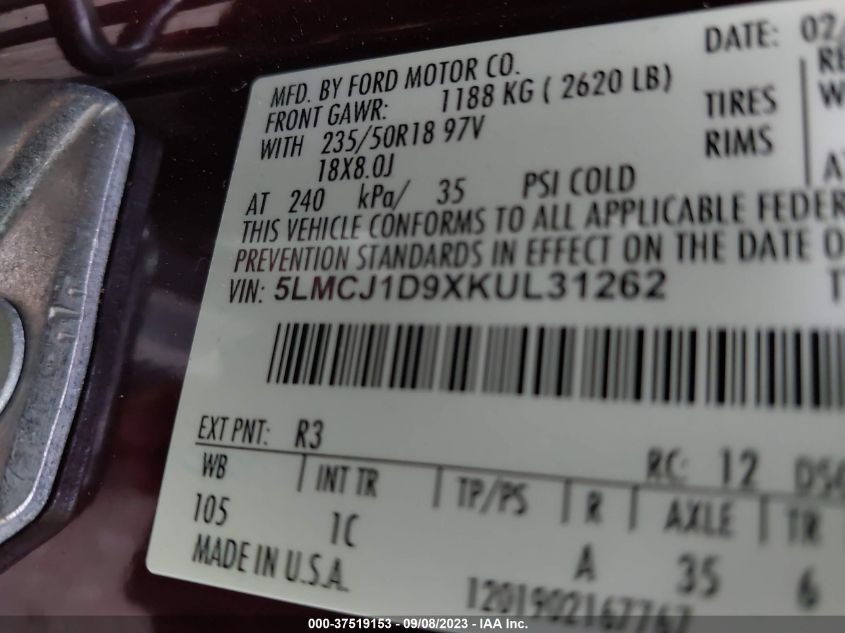 DATE: 02/
MFD. BY FORD MOTOR CO.
FRONT GAWR: 1188 KG ( 2620 LB)
WITH 235/50R18 97V TIRES
18X8.0J RIMS
AT 240 kPa/ 35 PSI COLD
THIS VEHICLE CONFORMS TO ALL APPLICABLE FEDER
PREVENTION STANDARDS IN EFFECT ON THE DATE O
VIN: 5LMCJ1D9XKUL31262
EXT PNT: R3 RC: 12
WB INT TR TP/PS R AXLE TR
105 1C A 35 6
MADE IN U.S.A. 1201902167767
000-37519153 - 09/08/2023 - IAA Inc.